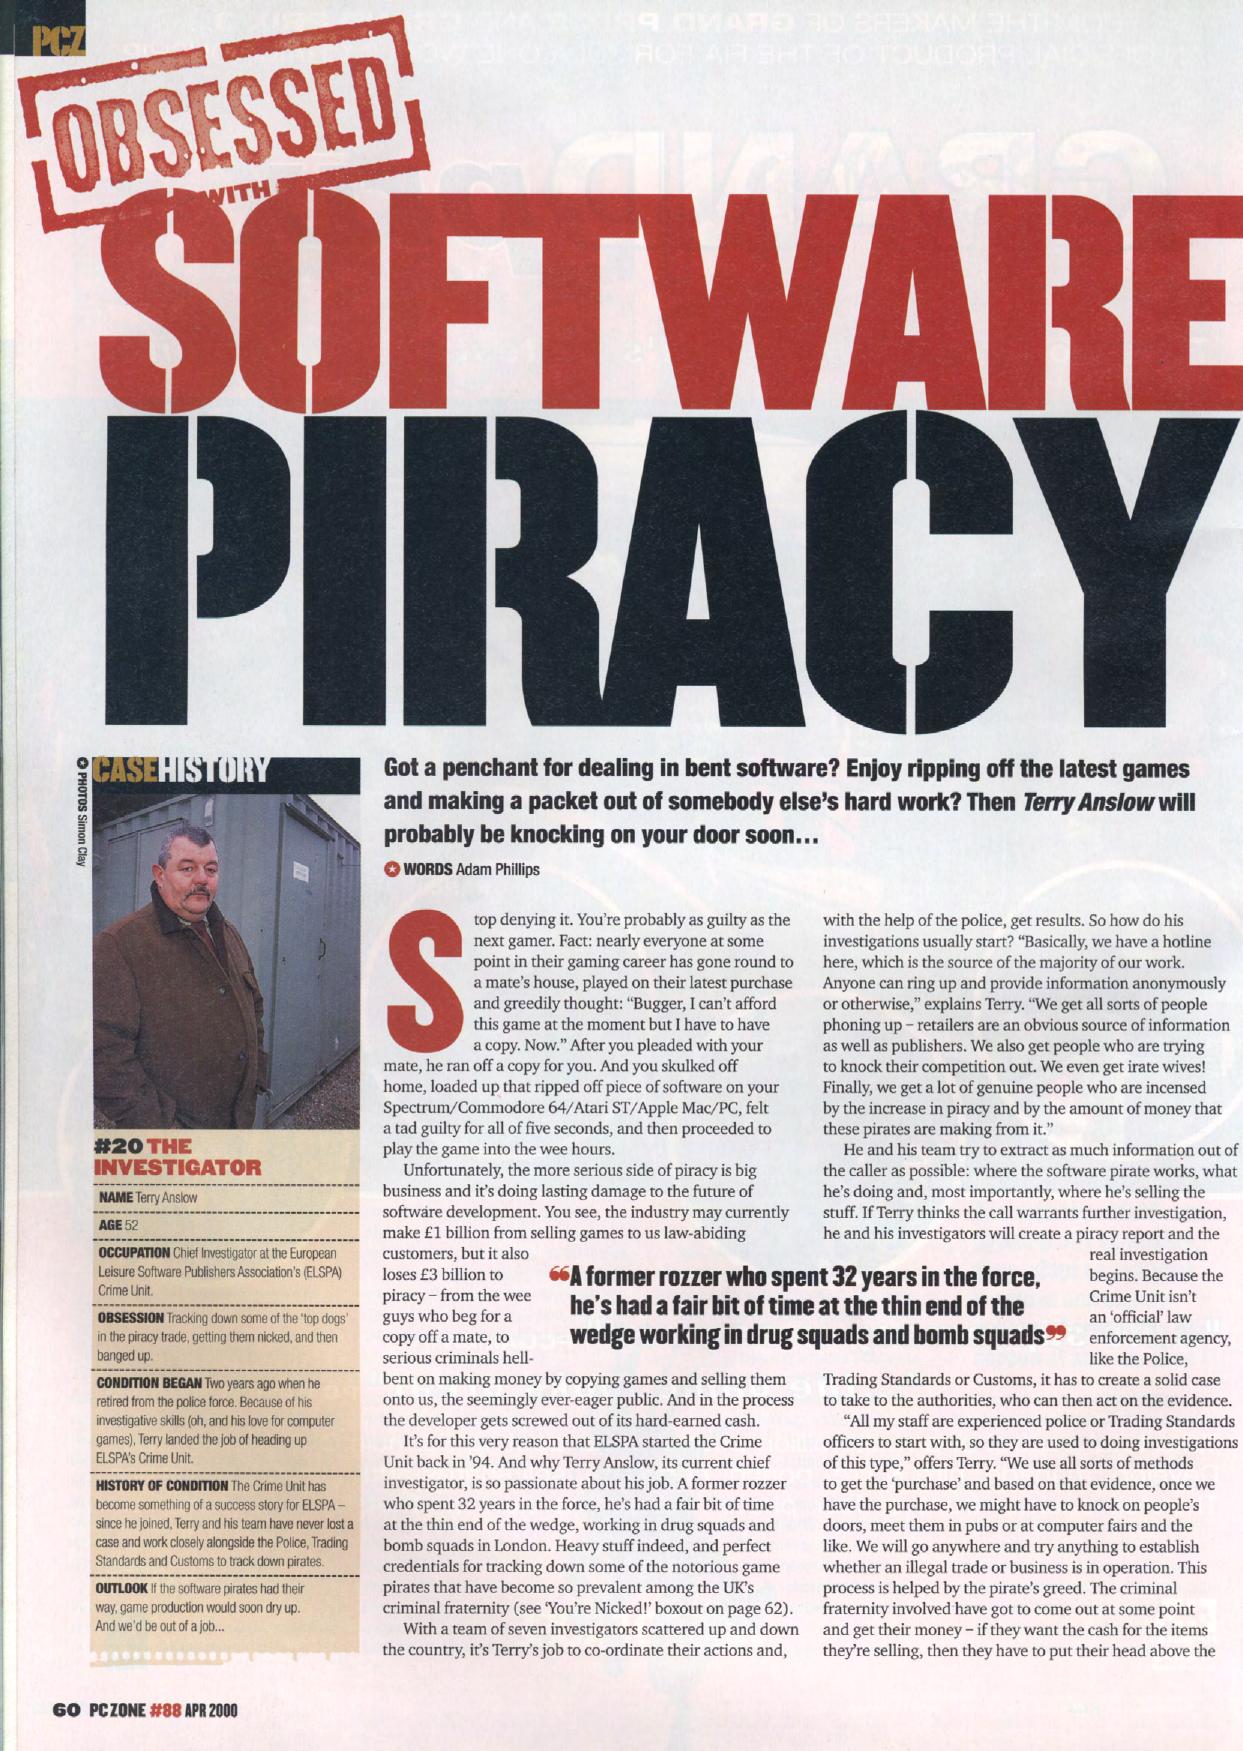 PCZ
OBSESSED
WITH
SOFTWARE
PIRACY
PHOTOS Simon Clay
CASEHISTORY
#20 THE
INVESTIGATOR
NAME Terry Anslow
AGE 52
OCCUPATION Chief Investigator at the European
Leisure Software Publishers Association's (ELSPA)
Crime Unit.
OBSESSION Tracking down some of the 'top dogs'
in the piracy trade, getting them nicked, and then
banged up.
CONDITION BEGAN Two years ago when he
retired from the police force. Because of his
investigative skills (oh, and his love for computer
games), Terry landed the job of heading up
ELSPA's Crime Unit.
HISTORY OF CONDITION The Crime Unit has
become something of a success story for ELSPA –
since he joined, Terry and his team have never lost a
case and work closely alongside the Police, Trading
Standards and Customs to track down pirates.
OUTLOOK If the software pirates had their
way, game production would soon dry up.
And we'd be out of a job...
Got a penchant for dealing in bent software? Enjoy ripping off the latest games
and making a packet out of somebody else's hard work? Then Terry Anslow will
probably be knocking on your door soon...
WORDS Adam Phillips
Stop denying it. You're probably as guilty as the
next gamer. Fact: nearly everyone at some
point in their gaming career has gone round to
a mate's house, played on their latest purchase
and greedily thought: "Bugger, I can't afford
this game at the moment but I have to have
a copy. Now." After you pleaded with your
mate, he ran off a copy for you. And you skulked off
home, loaded up that ripped off piece of software on your
Spectrum/Commodore 64/Atari ST/Apple Mac/PC, felt
a tad guilty for all of five seconds, and then proceeded to
play the game into the wee hours.
Unfortunately, the more serious side of piracy is big
business and it's doing lasting damage to the future of
software development. You see, the industry may currently
make £1 billion from selling games to us law-abiding
customers, but it also
loses £3 billion to
piracy – from the wee
guys who beg for a
copy off a mate, to
serious criminals hell-
bent on making money by copying games and selling them
onto us, the seemingly ever-eager public. And in the process
the developer gets screwed out of its hard-earned cash.
It's for this very reason that ELSPA started the Crime
Unit back in '94. And why Terry Anslow, its current chief
investigator, is so passionate about his job. A former rozzer
who spent 32 years in the force, he's had a fair bit of time
at the thin end of the wedge, working in drug squads and
bomb squads in London. Heavy stuff indeed, and perfect
credentials for tracking down some of the notorious game
pirates that have become so prevalent among the UK's
criminal fraternity (see 'You're Nicked!' boxout on page 62).
With a team of seven investigators scattered up and down
the country, it's Terry's job to co-ordinate their actions and,
“A former rozzer who spent 32 years in the force,
he's had a fair bit of time at the thin end of the
wedge working in drug squads and bomb squads”
with the help of the police, get results. So how do his
investigations usually start? "Basically, we have a hotline
here, which is the source of the majority of our work.
Anyone can ring up and provide information anonymously
or otherwise," explains Terry. "We get all sorts of people
phoning up – retailers are an obvious source of information
as well as publishers. We also get people who are trying
to knock their competition out. We even get irate wives!
Finally, we get a lot of genuine people who are incensed
by the increase in piracy and by the amount of money that
these pirates are making from it."
He and his team try to extract as much information out of
the caller as possible: where the software pirate works, what
he's doing and, most importantly, where he's selling the
stuff. If Terry thinks the call warrants further investigation,
he and his investigators will create a piracy report and the
real investigation
begins. Because the
Crime Unit isn't
an 'official' law
enforcement agency,
like the Police,
Trading Standards or Customs, it has to create a solid case
to take to the authorities, who can then act on the evidence.
"All my staff are experienced police or Trading Standards
officers to start with, so they are used to doing investigations
of this type," offers Terry. "We use all sorts of methods
to get the 'purchase' and based on that evidence, once we
have the purchase, we might have to knock on people's
doors, meet them in pubs or at computer fairs and the
like. We will go anywhere and try anything to establish
whether an illegal trade or business is in operation. This
process is helped by the pirate's greed. The criminal
fraternity involved have got to come out at some point
and get their money – if they want the cash for the items
they're selling, then they have to put their head above the
60 PC ZONE #88 APR 2000